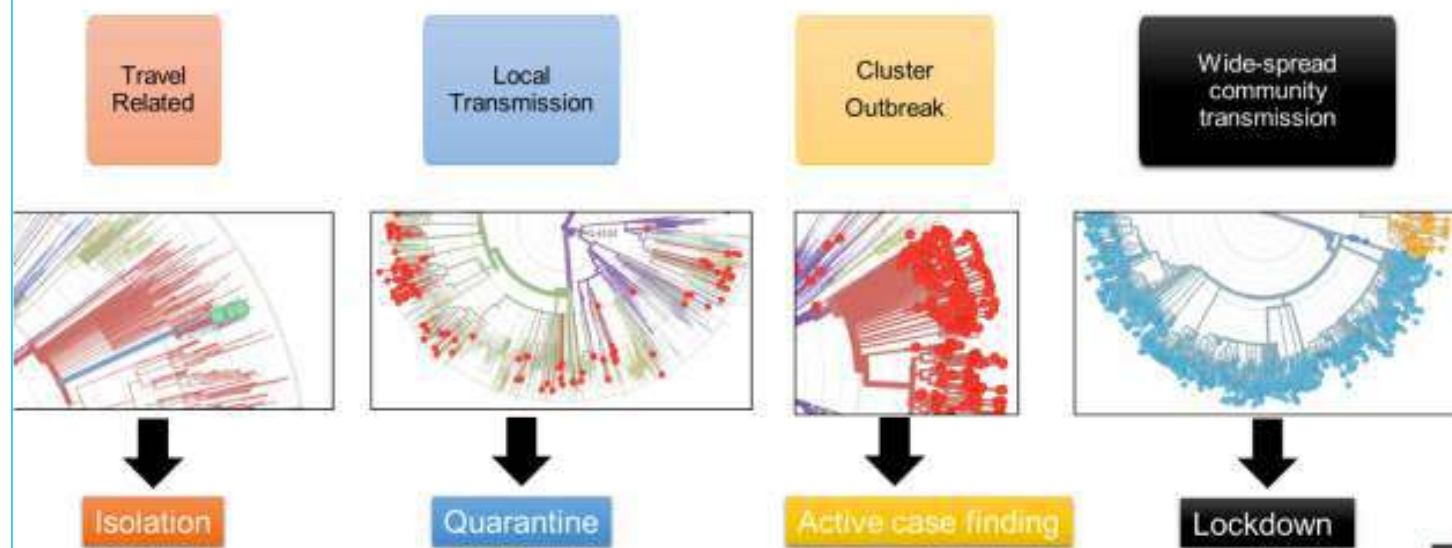 Travel
Related
Local
Transmission
Cluster
Outbreak
Wide-spread
community
transmission
Isolation
Quarantine
Active case finding
Lockdown